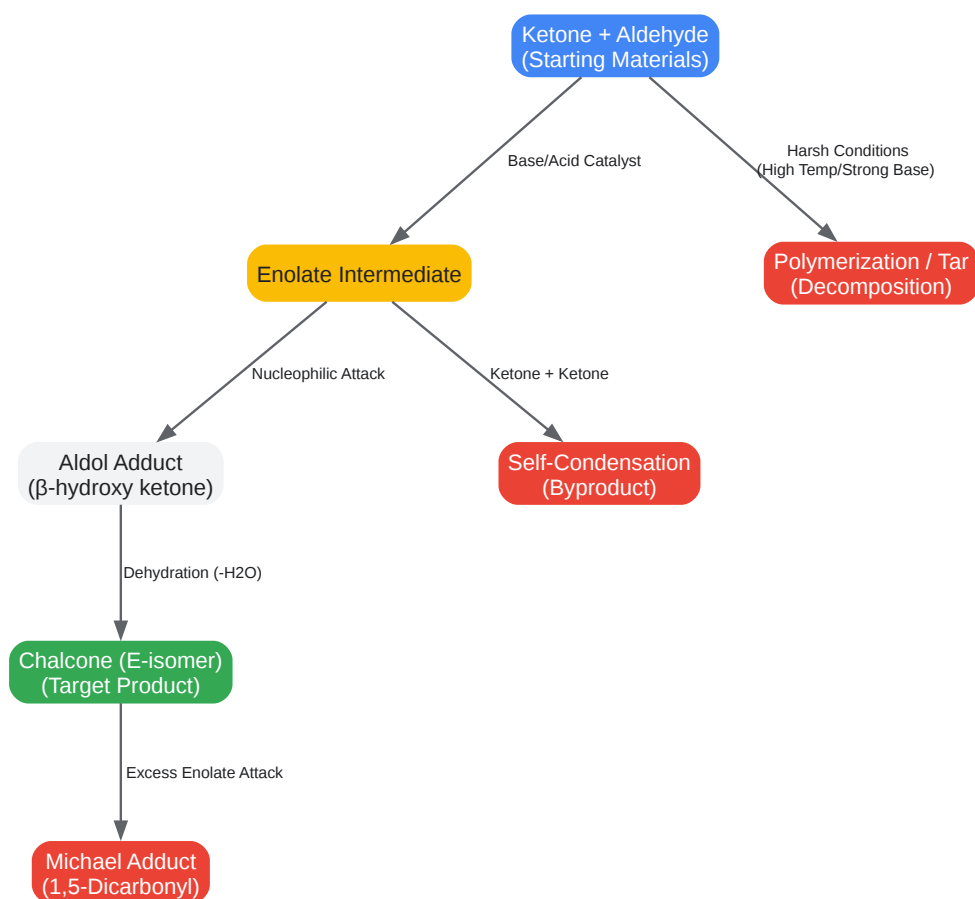 Ketone + Aldehyde
(Starting Materials)
Base/Acid Catalyst
Harsh Conditions
(High Temp/Strong Base)
Enolate Intermediate
Polymerization / Tar
(Decomposition)
Nucleophilic Attack
Ketone + Ketone
Aldol Adduct
(β-hydroxy ketone)
Self-Condensation
(Byproduct)
Dehydration (-H2O)
Chalcone (E-isomer)
(Target Product)
Excess Enolate Attack
Michael Adduct
(1,5-Dicarbonyl)